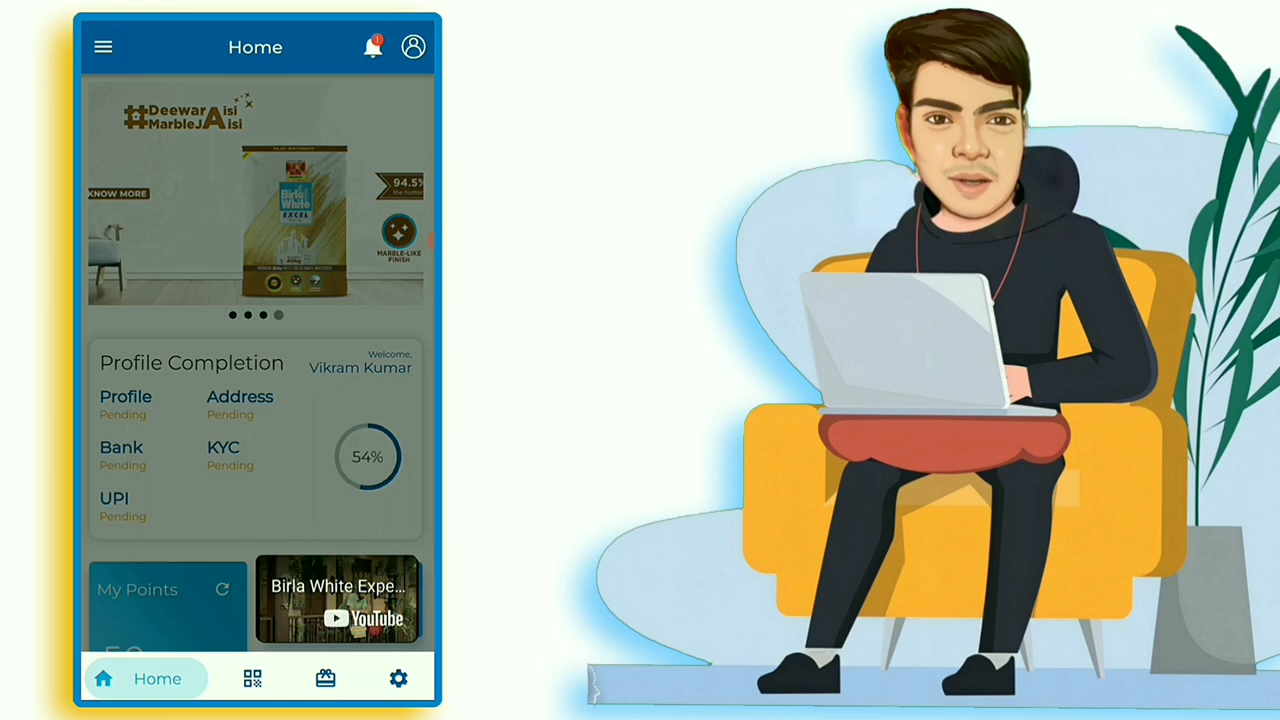 Home
1
#DeewarAisi
MarbleJAisi
KNOW MORE
Birla
White
EXCEL
94.5%
MARBLE-LIKE
FINISH
Profile Completion
Welcome,
Vikram Kumar
Profile
Pending
Address
Pending
Bank
Pending
KYC
Pending
54%
UPI
Pending
My Points
Birla White Expe...
YouTube
Home